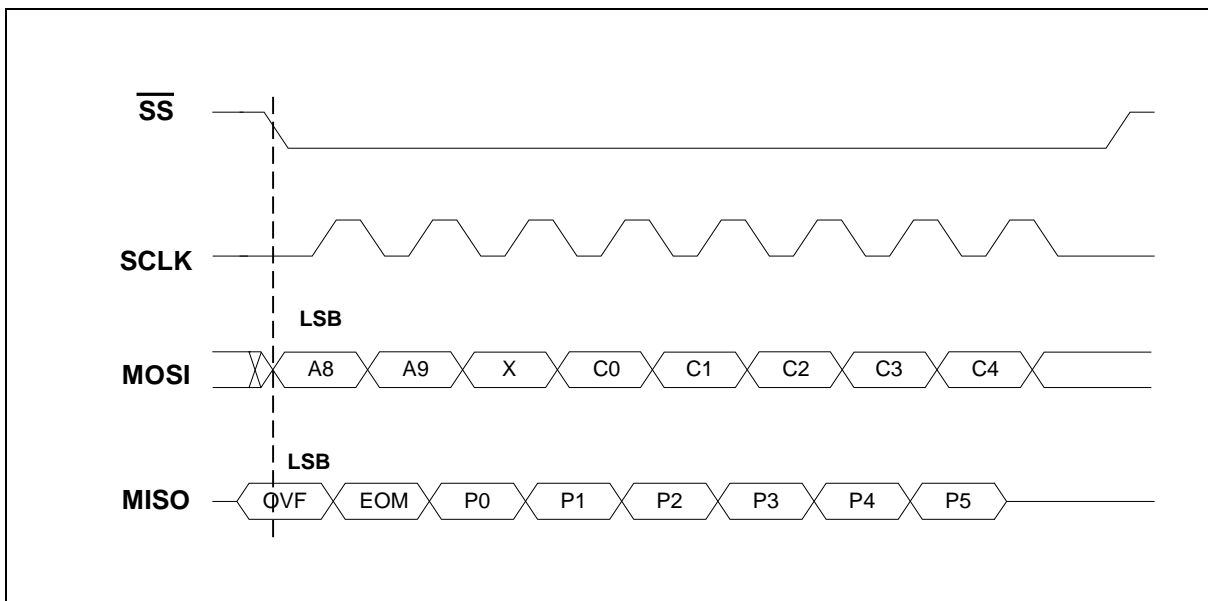 SS
SCLK
LSB
MOSI A8 A9 X C0 C1 C2 C3 C4
LSB
MISO OVF EOM P0 P1 P2 P3 P4 P5